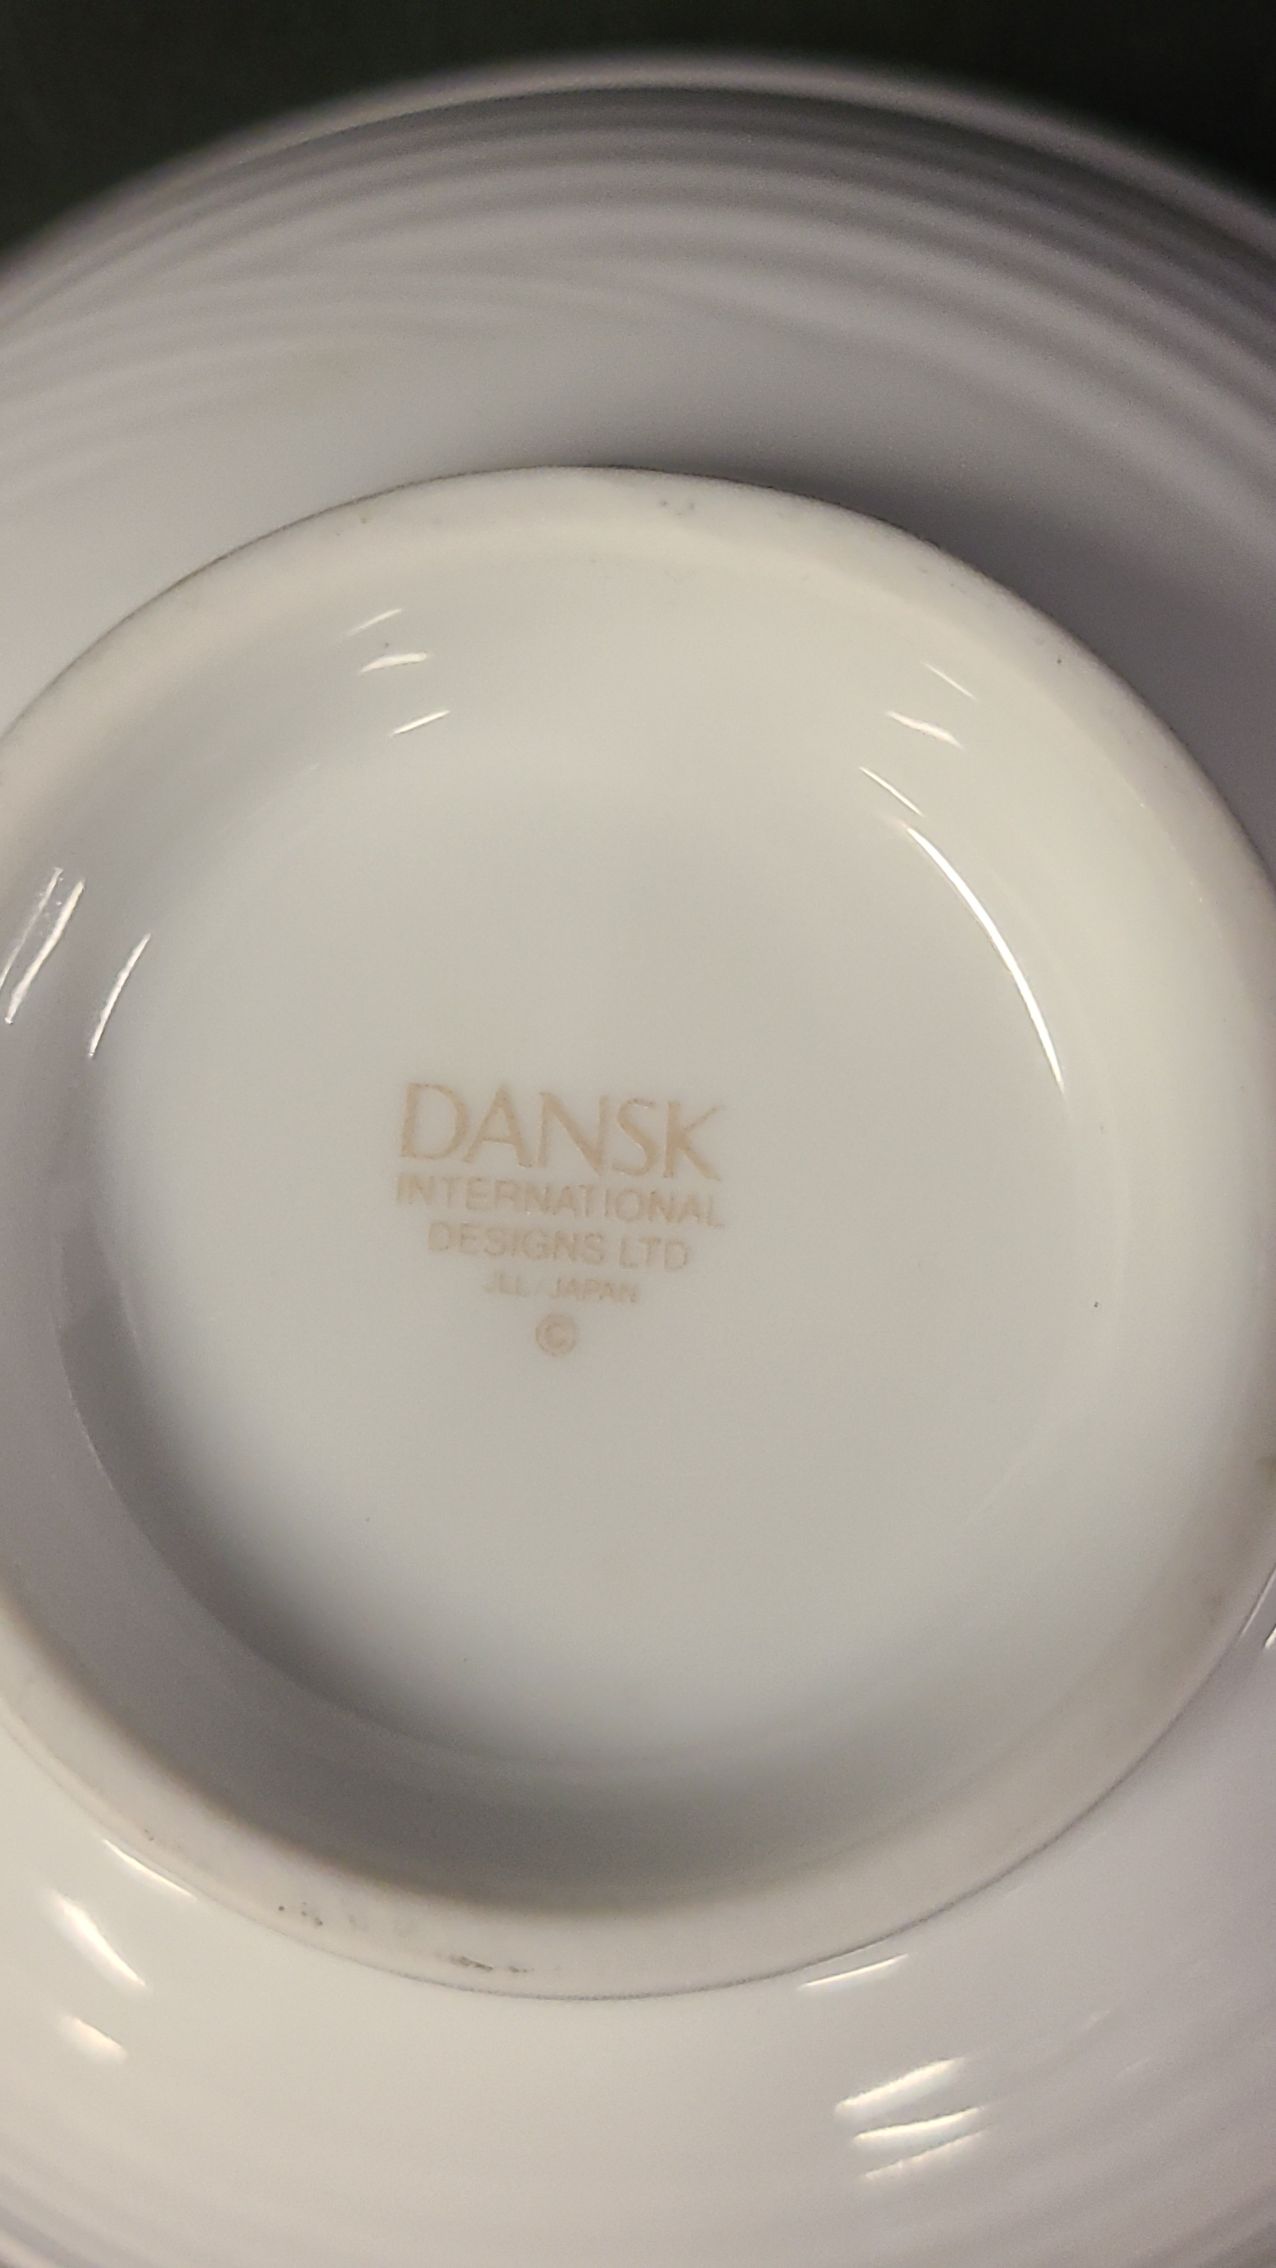 DANSK
INTERNATIONAL
DESIGNS LTD
JLL / JAPAN
©